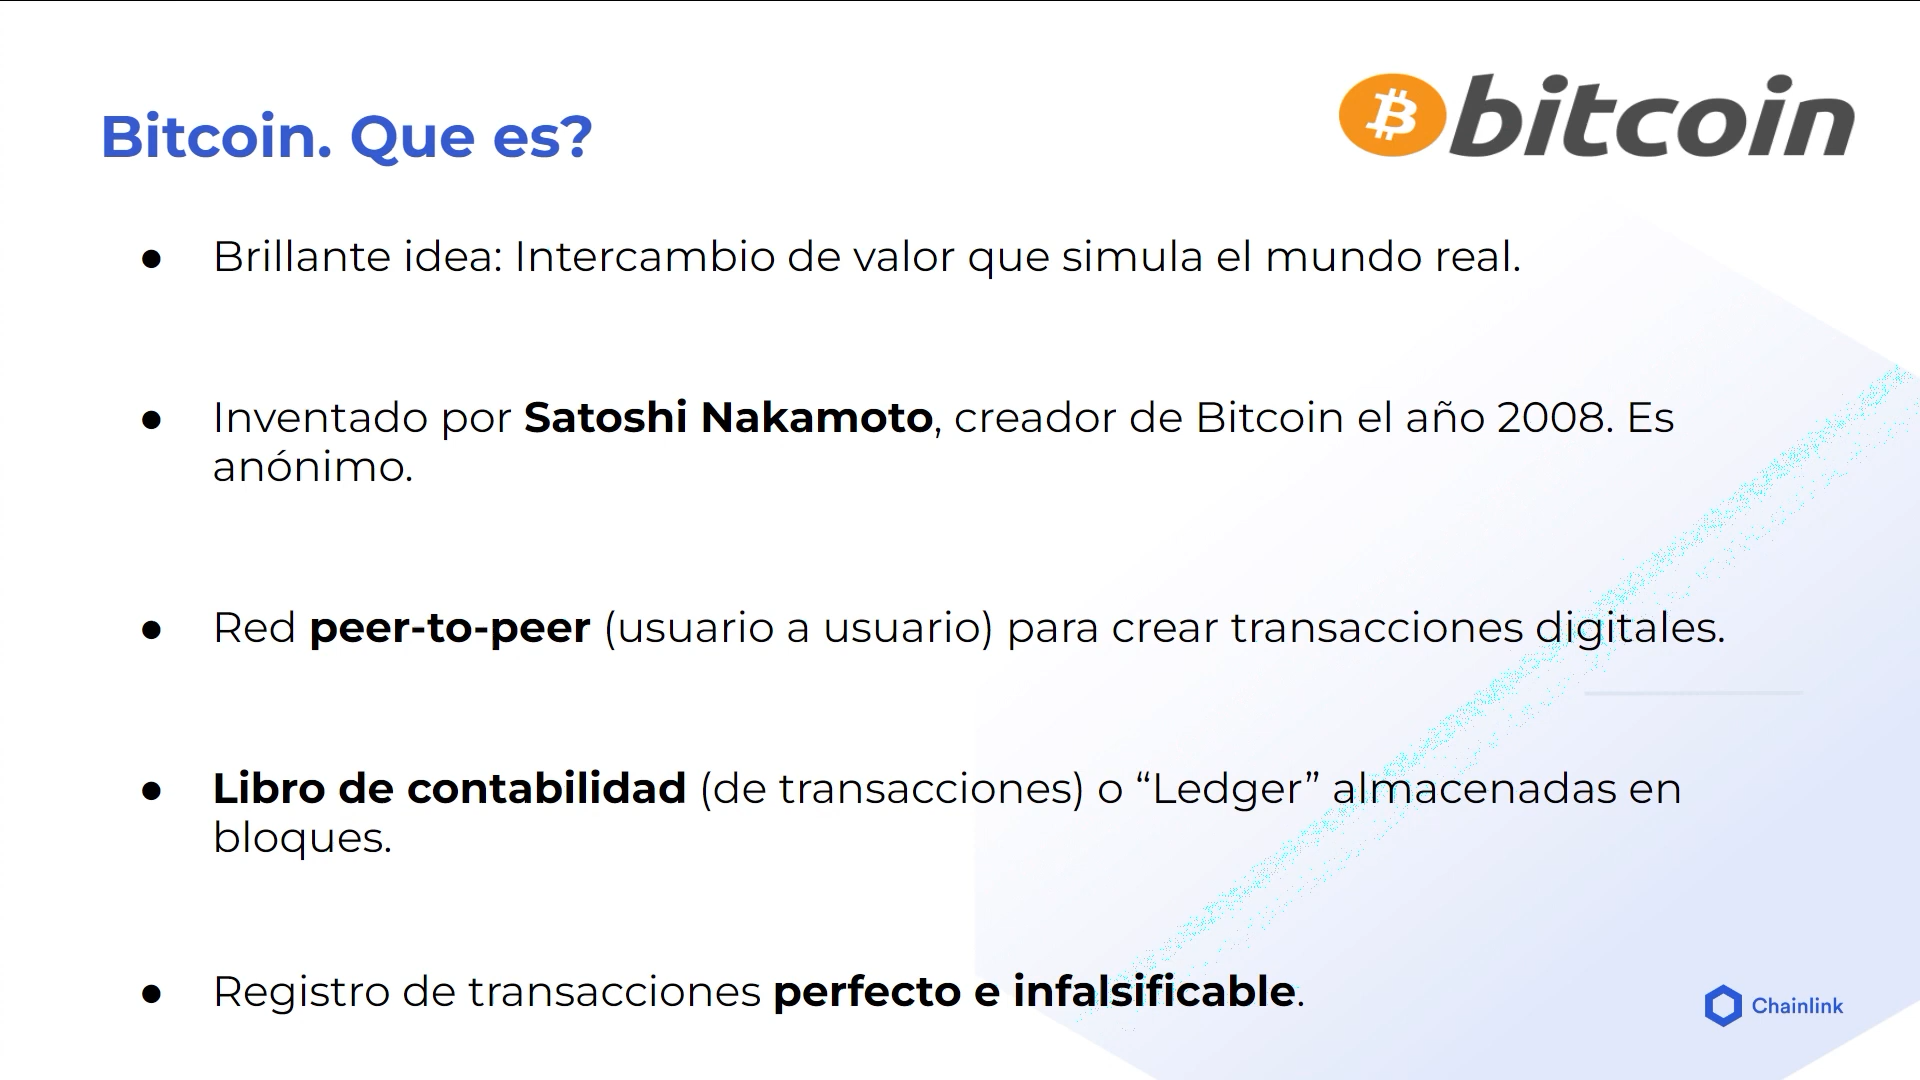 bitcoin
Bitcoin. Que es?
● Brillante idea: Intercambio de valor que simula el mundo real.
● Inventado por Satoshi Nakamoto, creador de Bitcoin el año 2008. Es
anónimo.
● Red peer-to-peer (usuario a usuario) para crear transacciones digitales.
● Libro de contabilidad (de transacciones) o “Ledger” almacenadas en
bloques.
● Registro de transacciones perfecto e infalsificable.
Chainlink